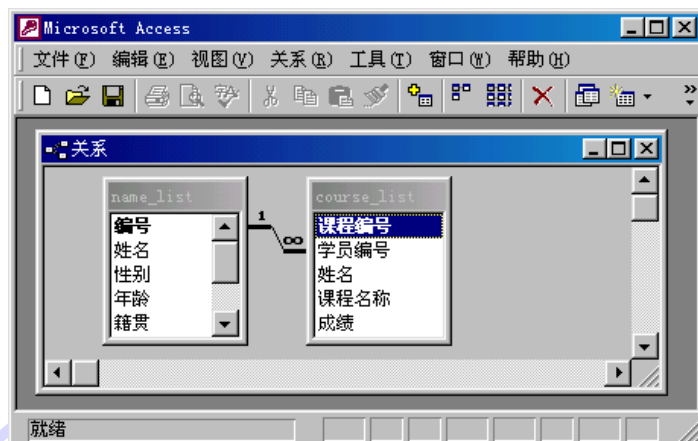 Microsoft Access
文件(F) 编辑(E) 视图(V) 关系(R) 工具(T) 窗口(W) 帮助(H)
关系
name_list
编号
姓名
性别
年龄
籍贯
1
∞
course_list
课程编号
学员编号
姓名
课程名称
成绩
就绪